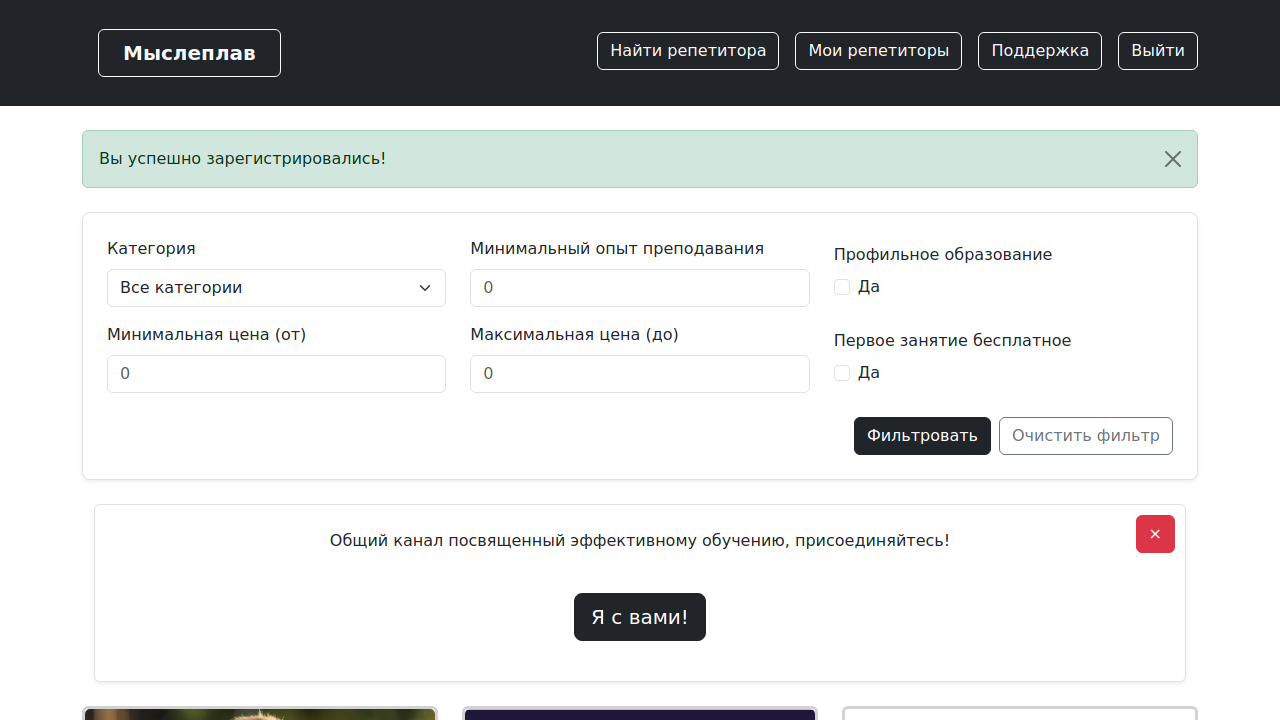 Мыслеплав
Найти репетитора
Мои репетиторы
Поддержка
Выйти
Вы успешно зарегистрировались!
Категория
Все категории
Минимальный опыт преподавания
0
Профильное образование
Да
Минимальная цена (от)
0
Максимальная цена (до)
0
Первое занятие бесплатное
Да
Фильтровать
Очистить фильтр
Общий канал посвященный эффективному обучению, присоединяйтесь!
×
Я с вами!